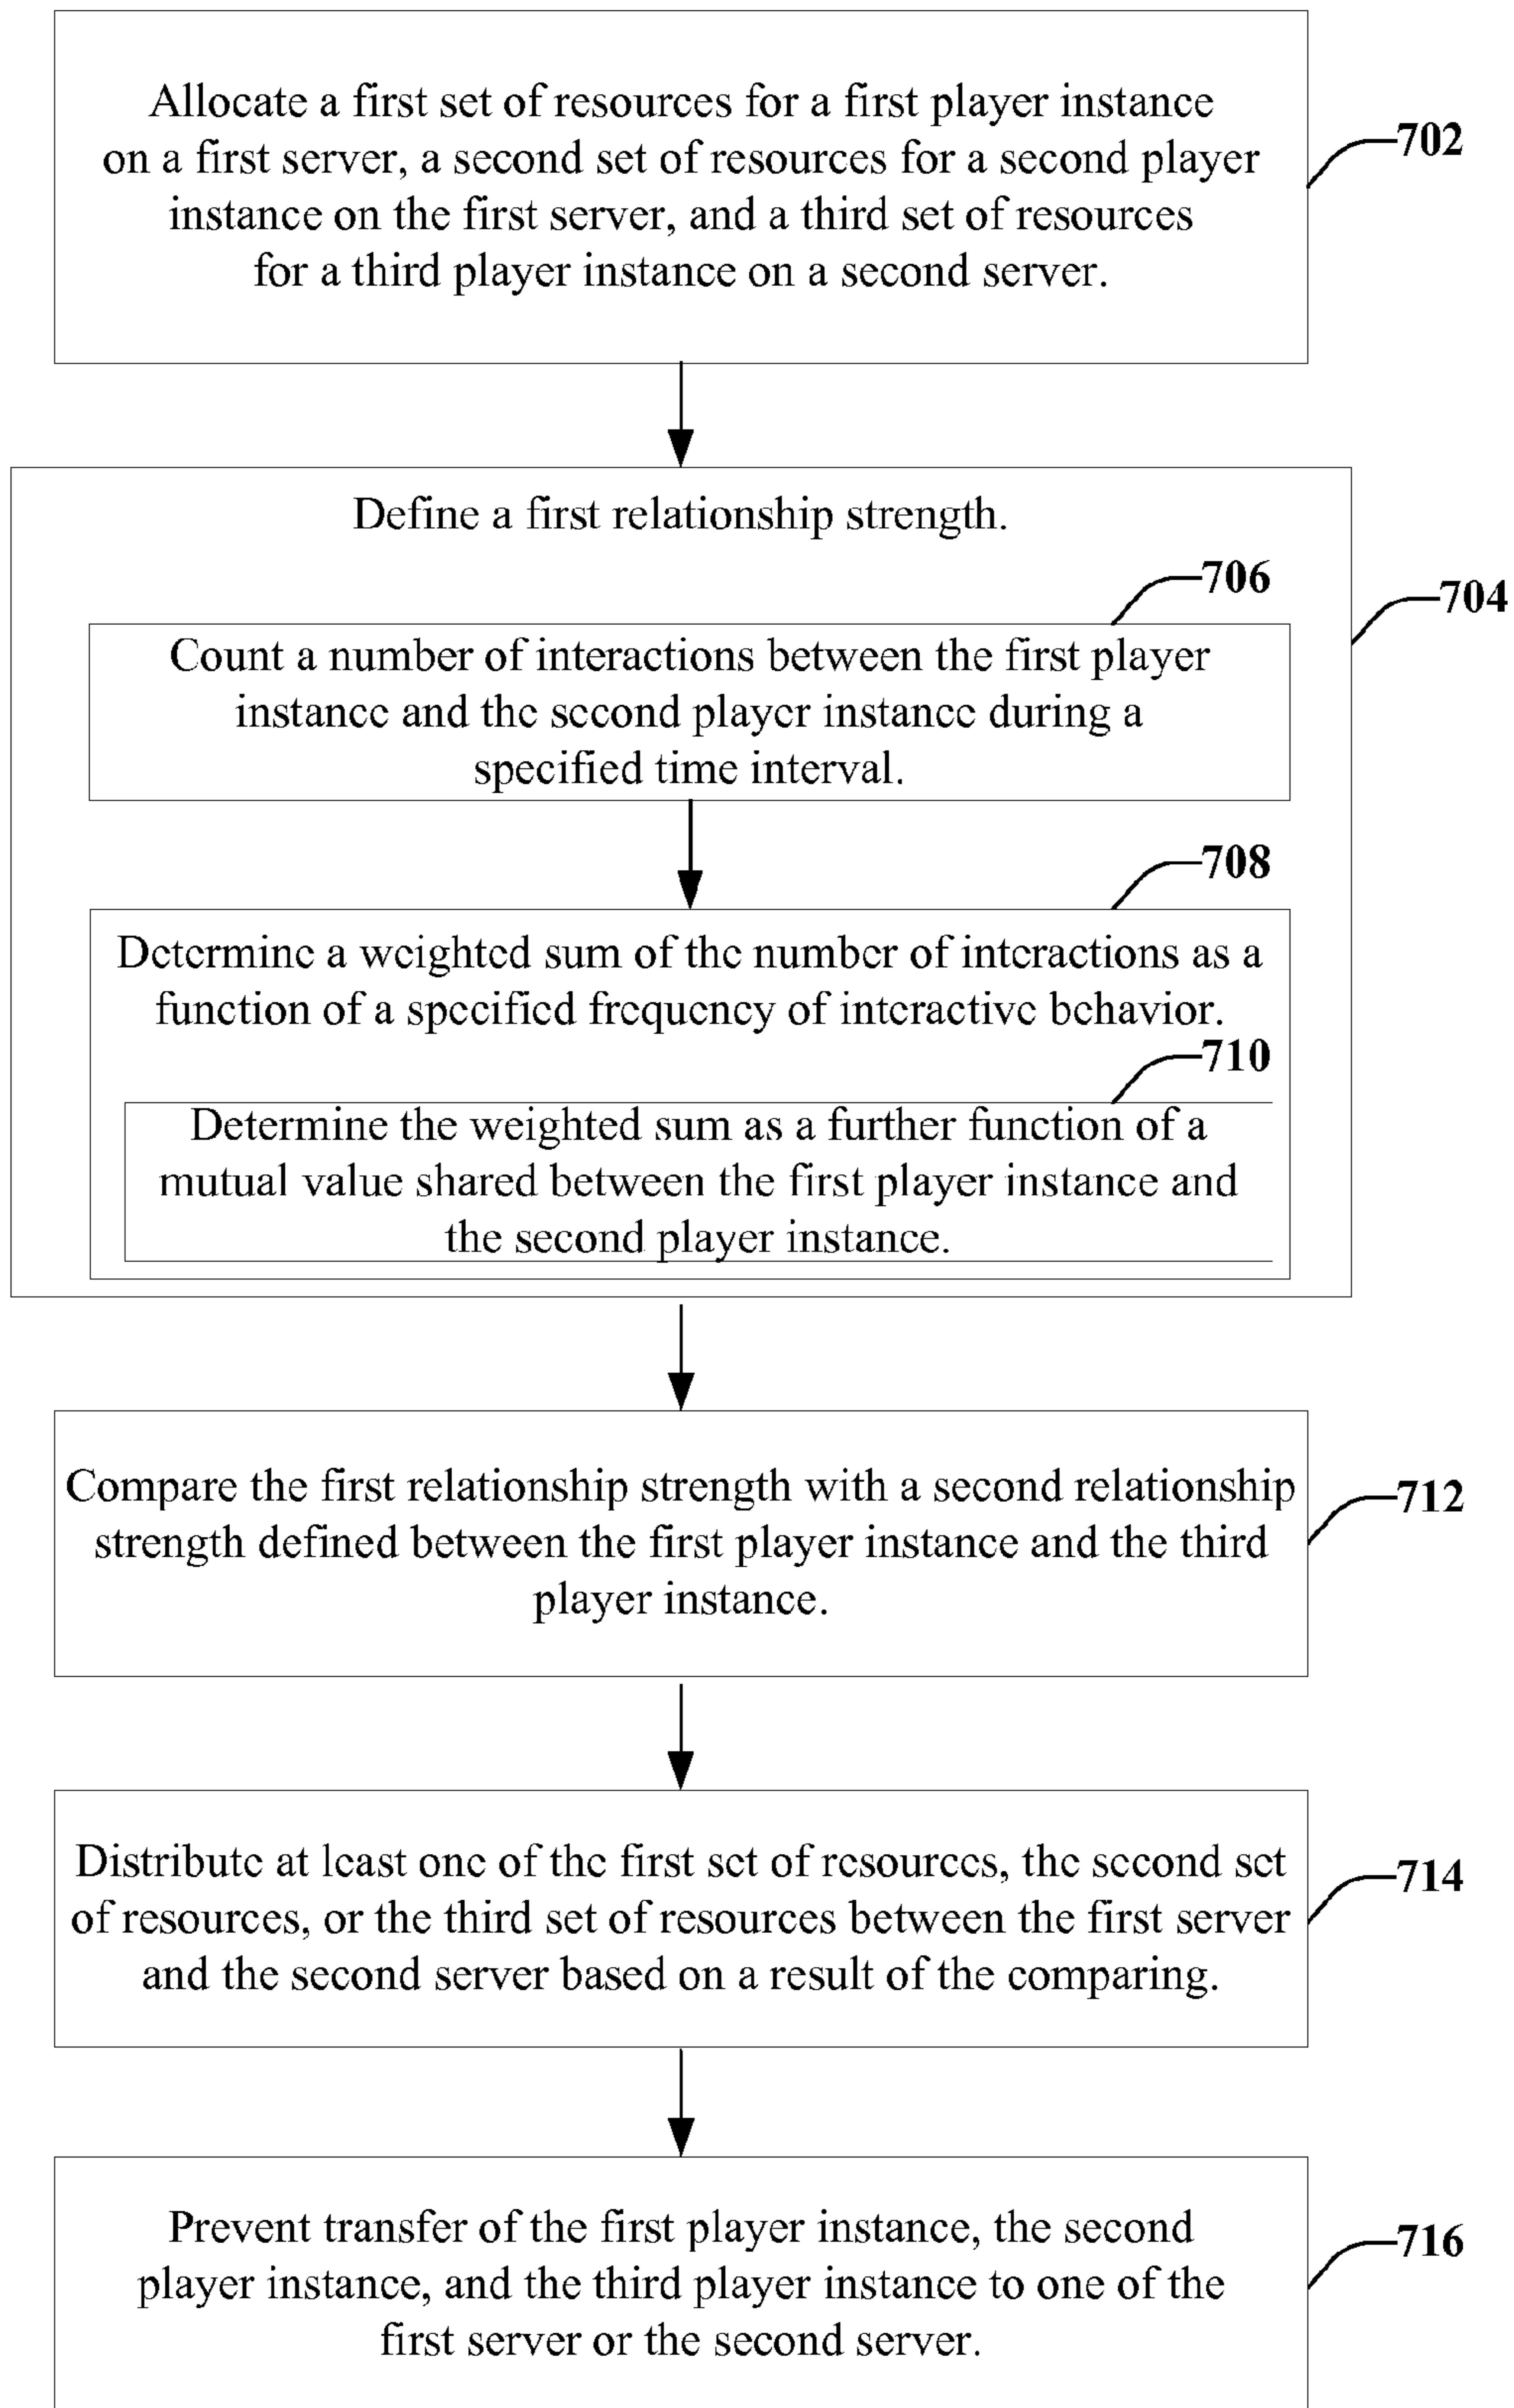 Allocate a first set of resources for a first player instance
on a first server, a second set of resources for a second player
instance on the first server, and a third set of resources
for a third player instance on a second server.
702
Define a first relationship strength.
704
706
Count a number of interactions between the first player
instance and the second player instance during a
specified time interval.
708
Determine a weighted sum of the number of interactions as a
function of a specified frequency of interactive behavior.
710
Determine the weighted sum as a further function of a
mutual value shared between the first player instance and
the second player instance.
Compare the first relationship strength with a second relationship
strength defined between the first player instance and the third
player instance.
712
Distribute at least one of the first set of resources, the second set
of resources, or the third set of resources between the first server
and the second server based on a result of the comparing.
714
Prevent transfer of the first player instance, the second
player instance, and the third player instance to one of the
first server or the second server.
716